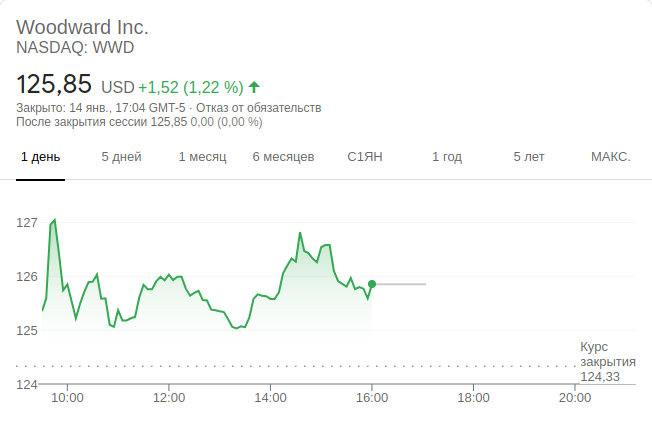 Woodward Inc.
NASDAQ: WWD
125,85 USD +1,52 (1,22 %)
Закрыто: 14 янв., 17:04 GMT-5 · Отказ от обязательств
После закрытия сессии 125,85 0,00 (0,00 %)
1 день 5 дней 1 месяц 6 месяцев С1ЯН 1 год 5 лет МАКС.
127
126
125
Курс
закрытия
124,33
124
10:00 12:00 14:00 16:00 18:00 20:00